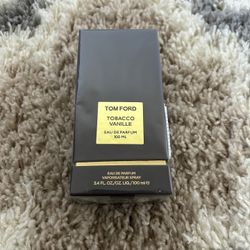 TOM FORD
TOBACCO
VANILLE
EAU DE PARFUM
100 ML
EAU DE PARFUM
VAPORISATEUR SPRAY
3.4 FL.OZ./OZ. LIQ./100 ml ℮